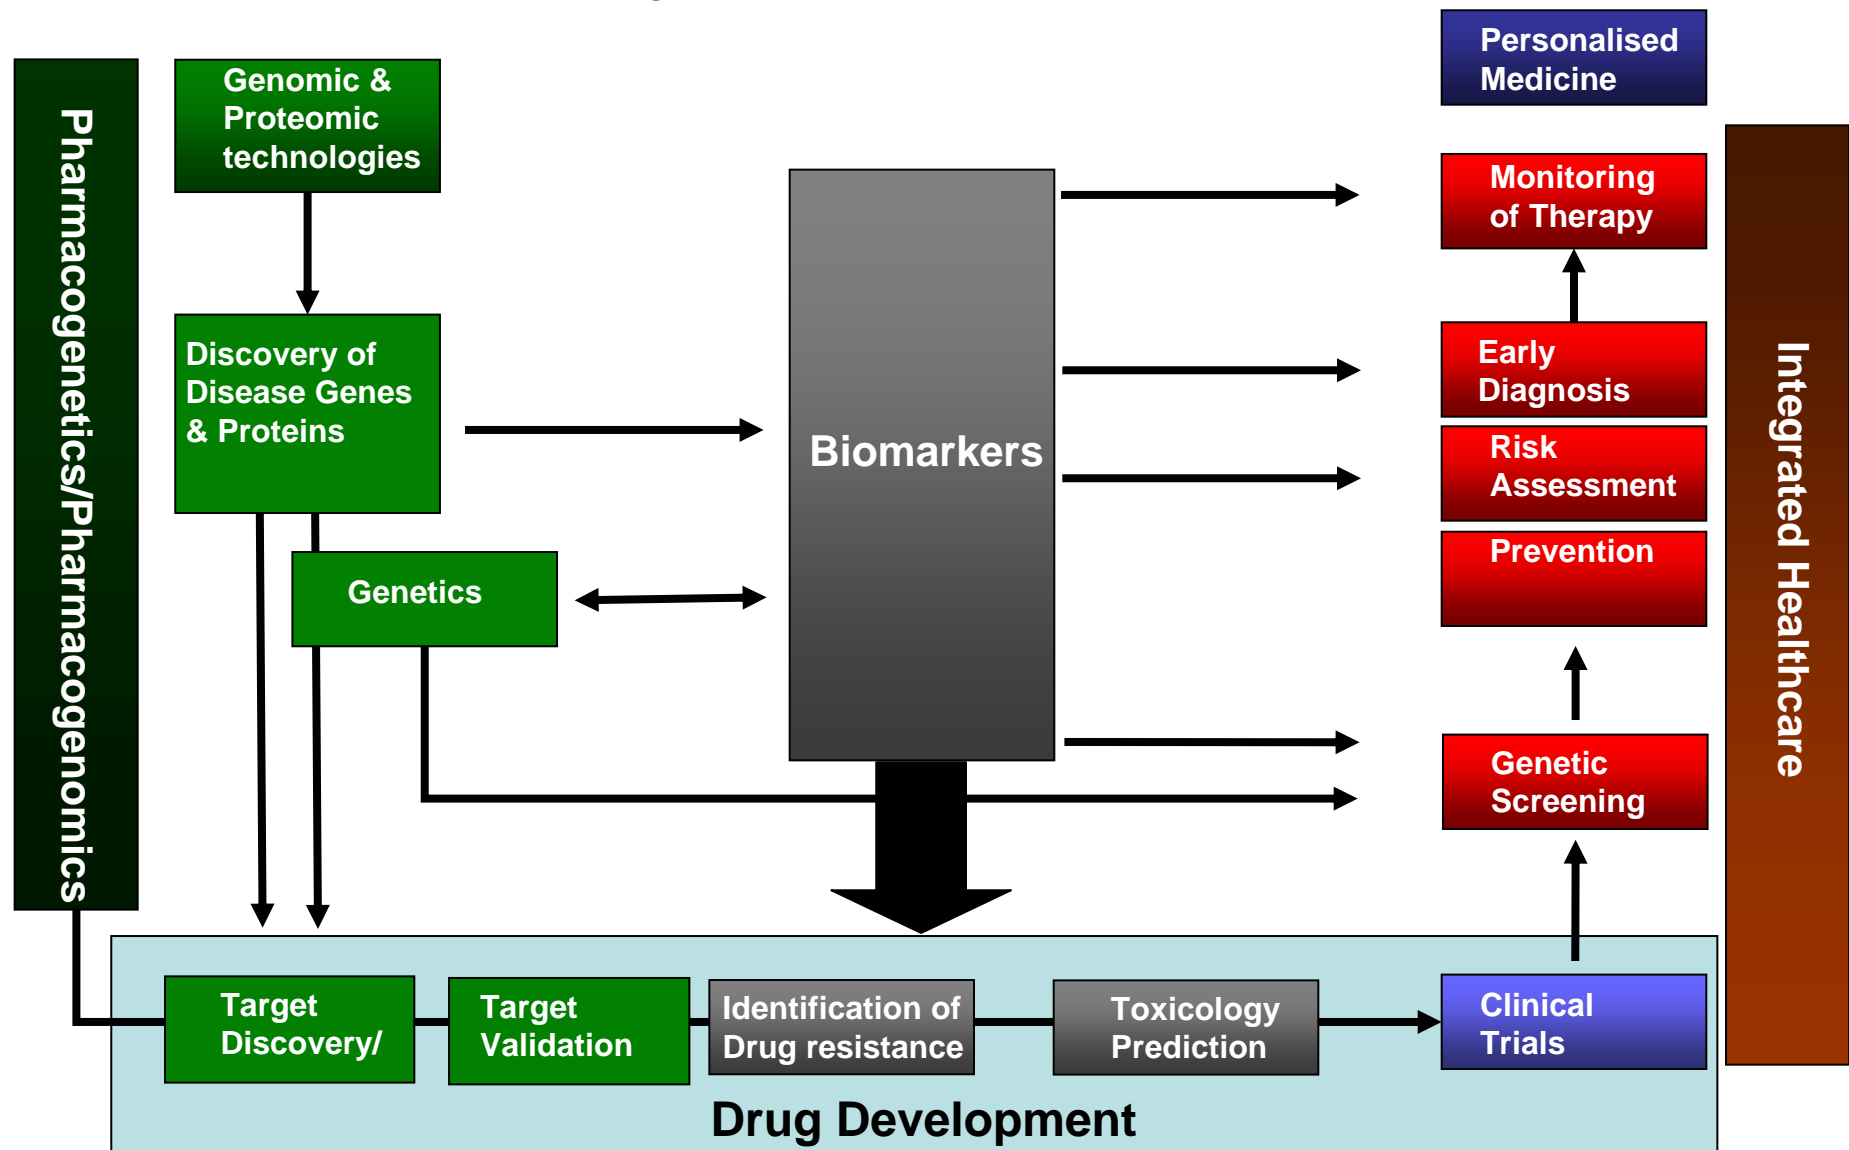 Pharmacogenetics/Pharmacogenomics
Genomic &
Proteomic
technologies
Discovery of
Disease Genes
& Proteins
Genetics
Biomarkers
Personalised
Medicine
Monitoring
of Therapy
Early
Diagnosis
Risk
Assessment
Prevention
Genetic
Screening
Integrated Healthcare
Target
Discovery/
Target
Validation
Identification of
Drug resistance
Toxicology
Prediction
Clinical
Trials
Drug Development